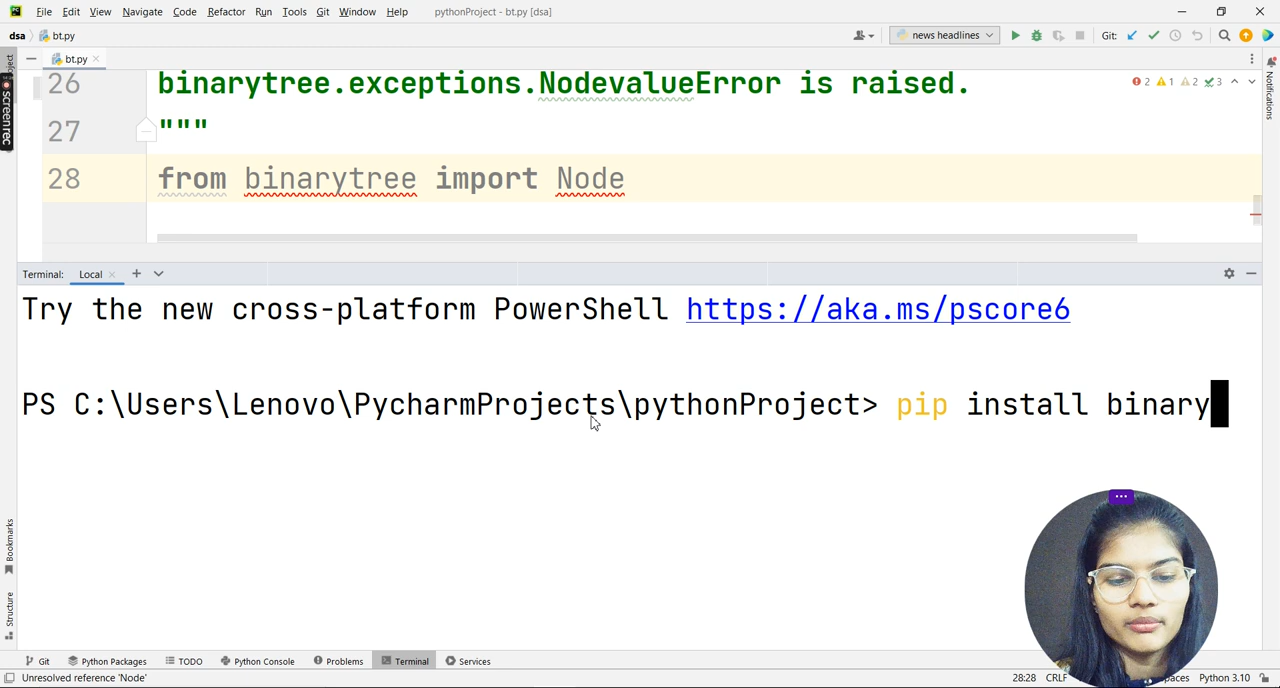 File Edit View Navigate Code Refactor Run Tools Git Window Help pythonProject - bt.py [dsa]
dsa bt.py news headlines Git:
bt.py
26 binarytree.exceptions.NodevalueError is raised.
2 1 2 3
27 """
28 from binarytree import Node
Notifications
screenrec
Terminal: Local
Try the new cross-platform PowerShell https://aka.ms/pscore6
PS C:\Users\Lenovo\PycharmProjects\pythonProject> pip install binary
Bookmarks
Structure
Git Python Packages TODO Python Console Problems Terminal Services
Unresolved reference 'Node' 28:28 CRLF Python 3.10